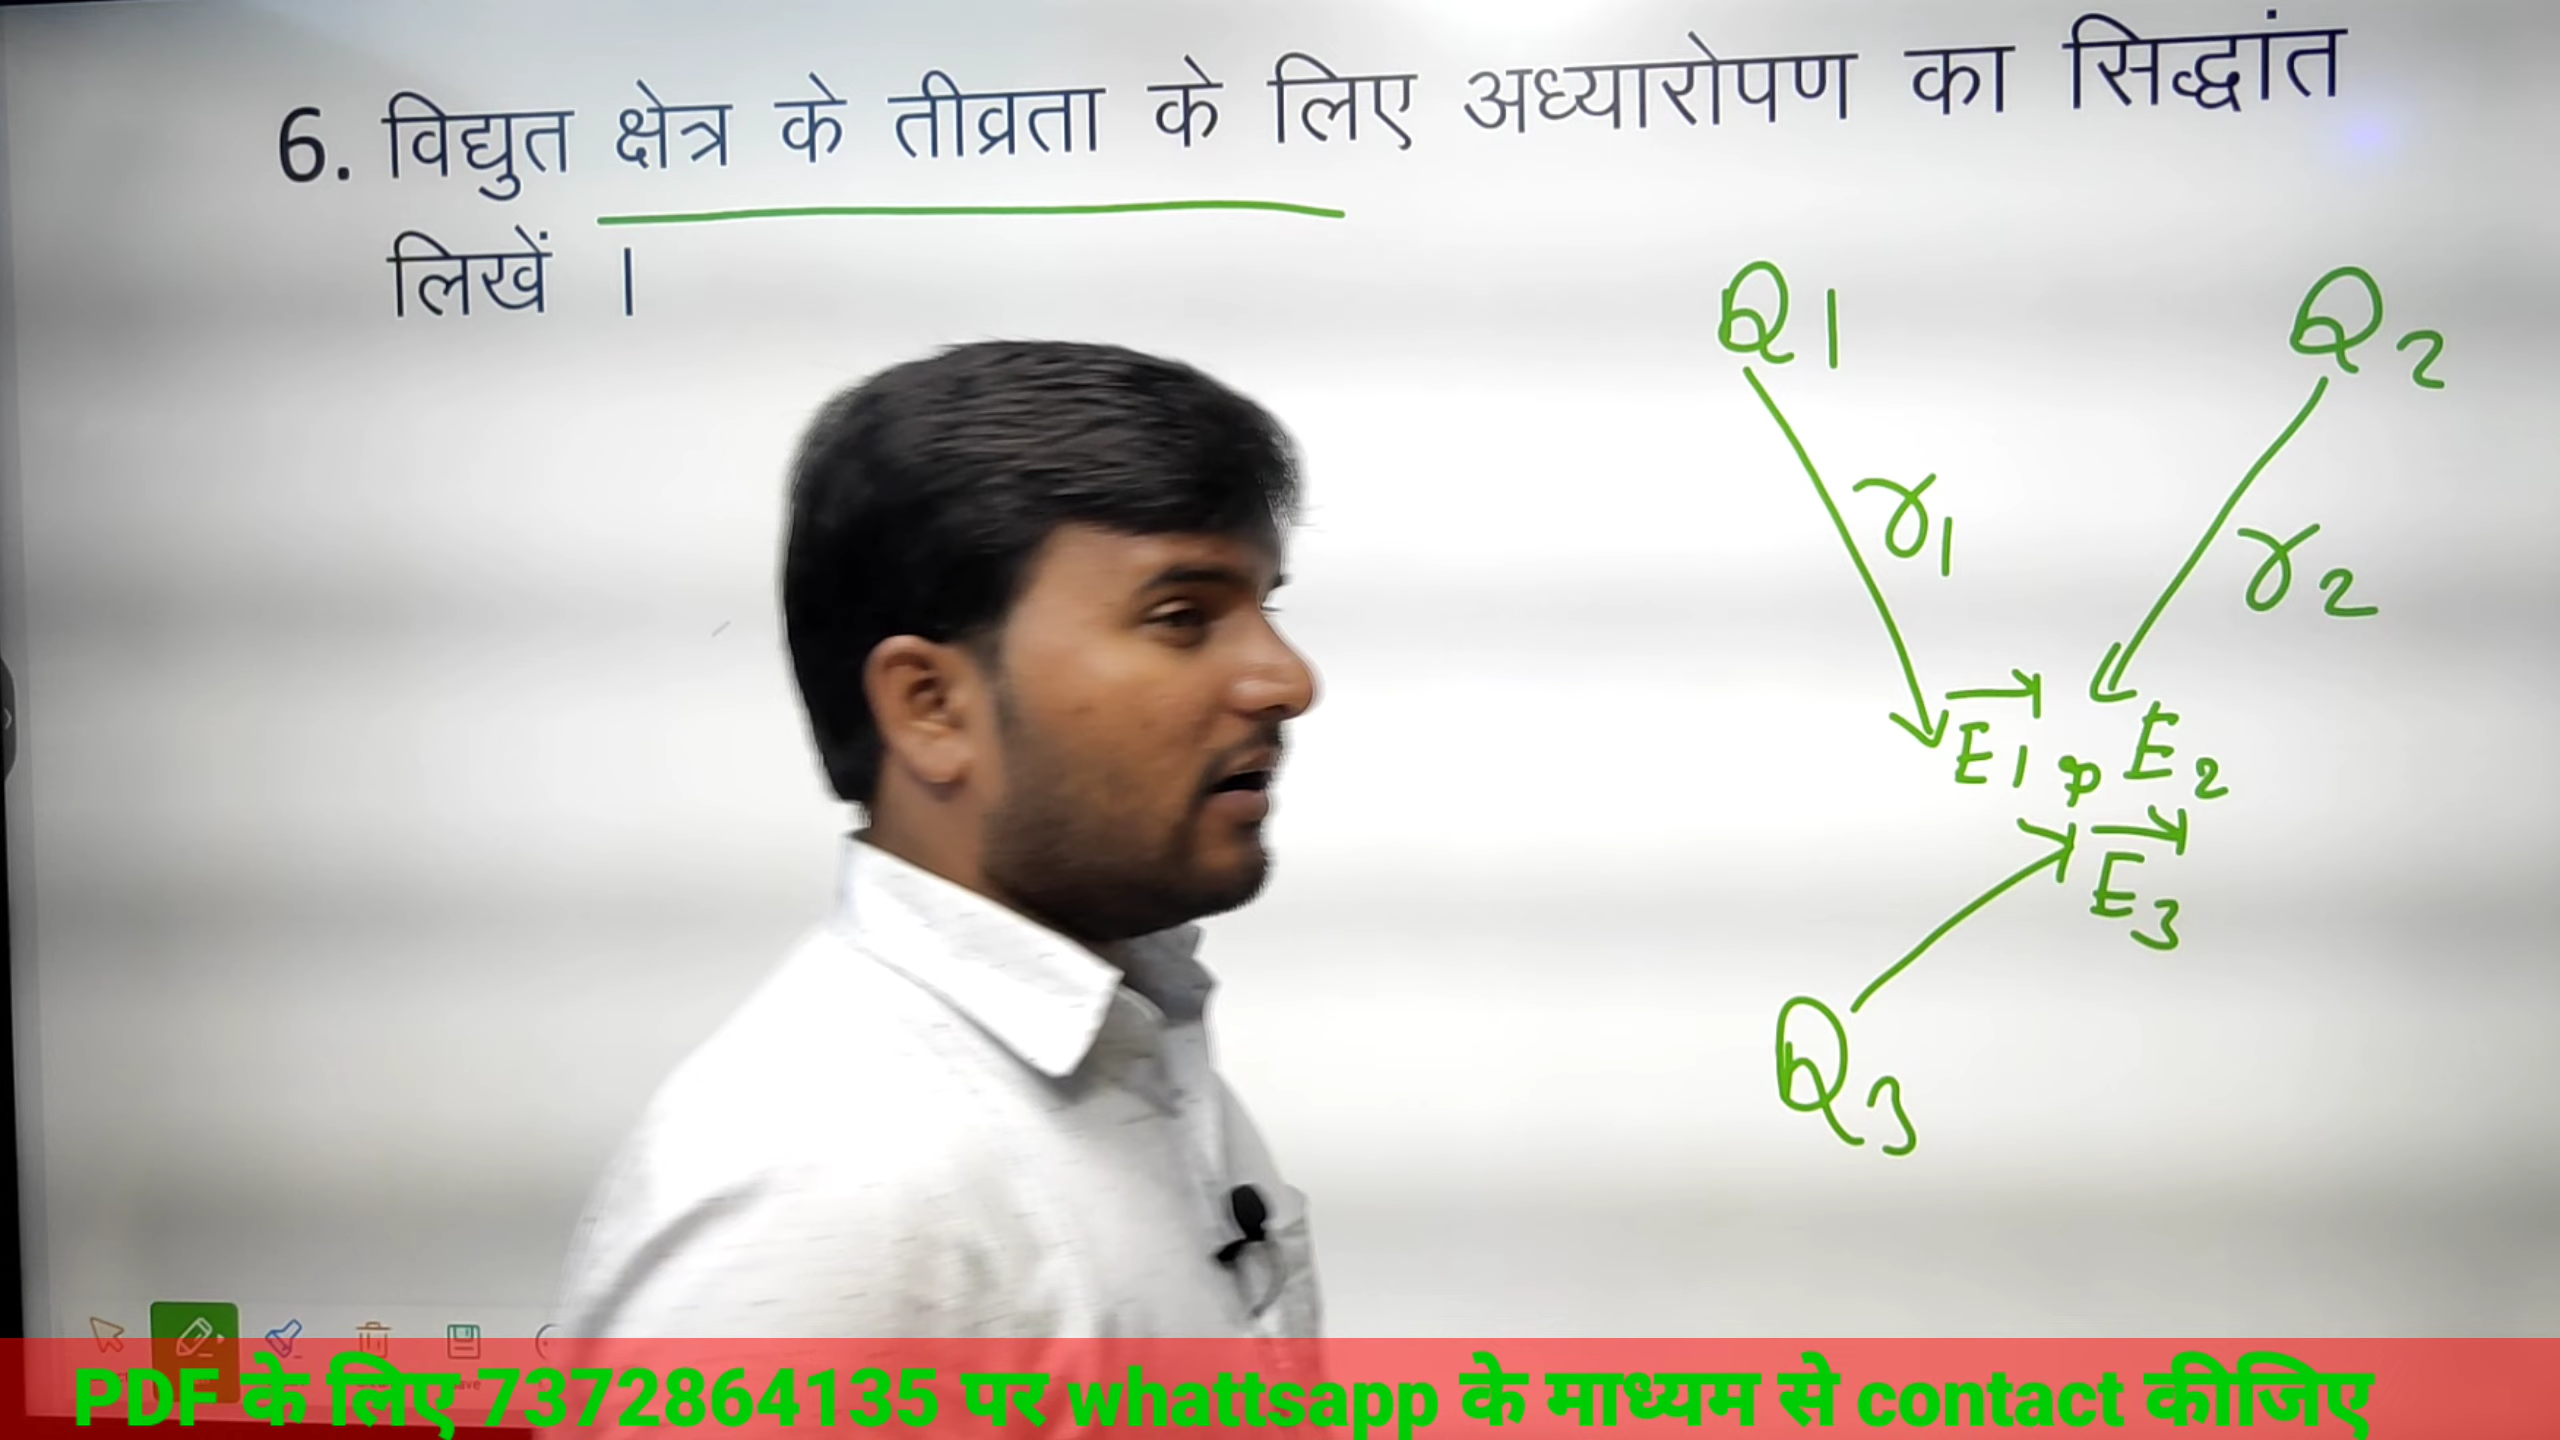 6. विद्युत क्षेत्र के तीव्रता के लिए अध्यारोपण का सिद्धांत
लिखें ।
Q1
Q2
r1
r2
E1 P E2
E3
Q3
PDF के लिए 7372864135 पर whattsapp के माध्यम से contact कीजिए